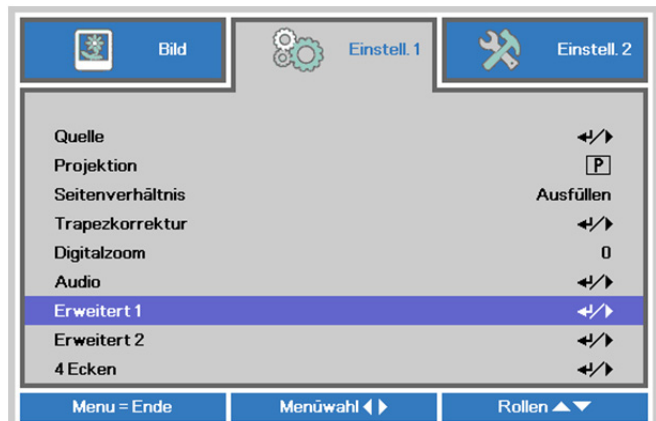 Bild
Einstell. 1
Einstell. 2
Quelle ↵/▶
Projektion P
Seitenverhältnis Ausfüllen
Trapezkorrektur ↵/▶
Digitalzoom 0
Audio ↵/▶
Erweitert 1 ↵/▶
Erweitert 2 ↵/▶
4 Ecken ↵/▶
Menu = Ende
Menüwahl ◀ ▶
Rollen ▲▼